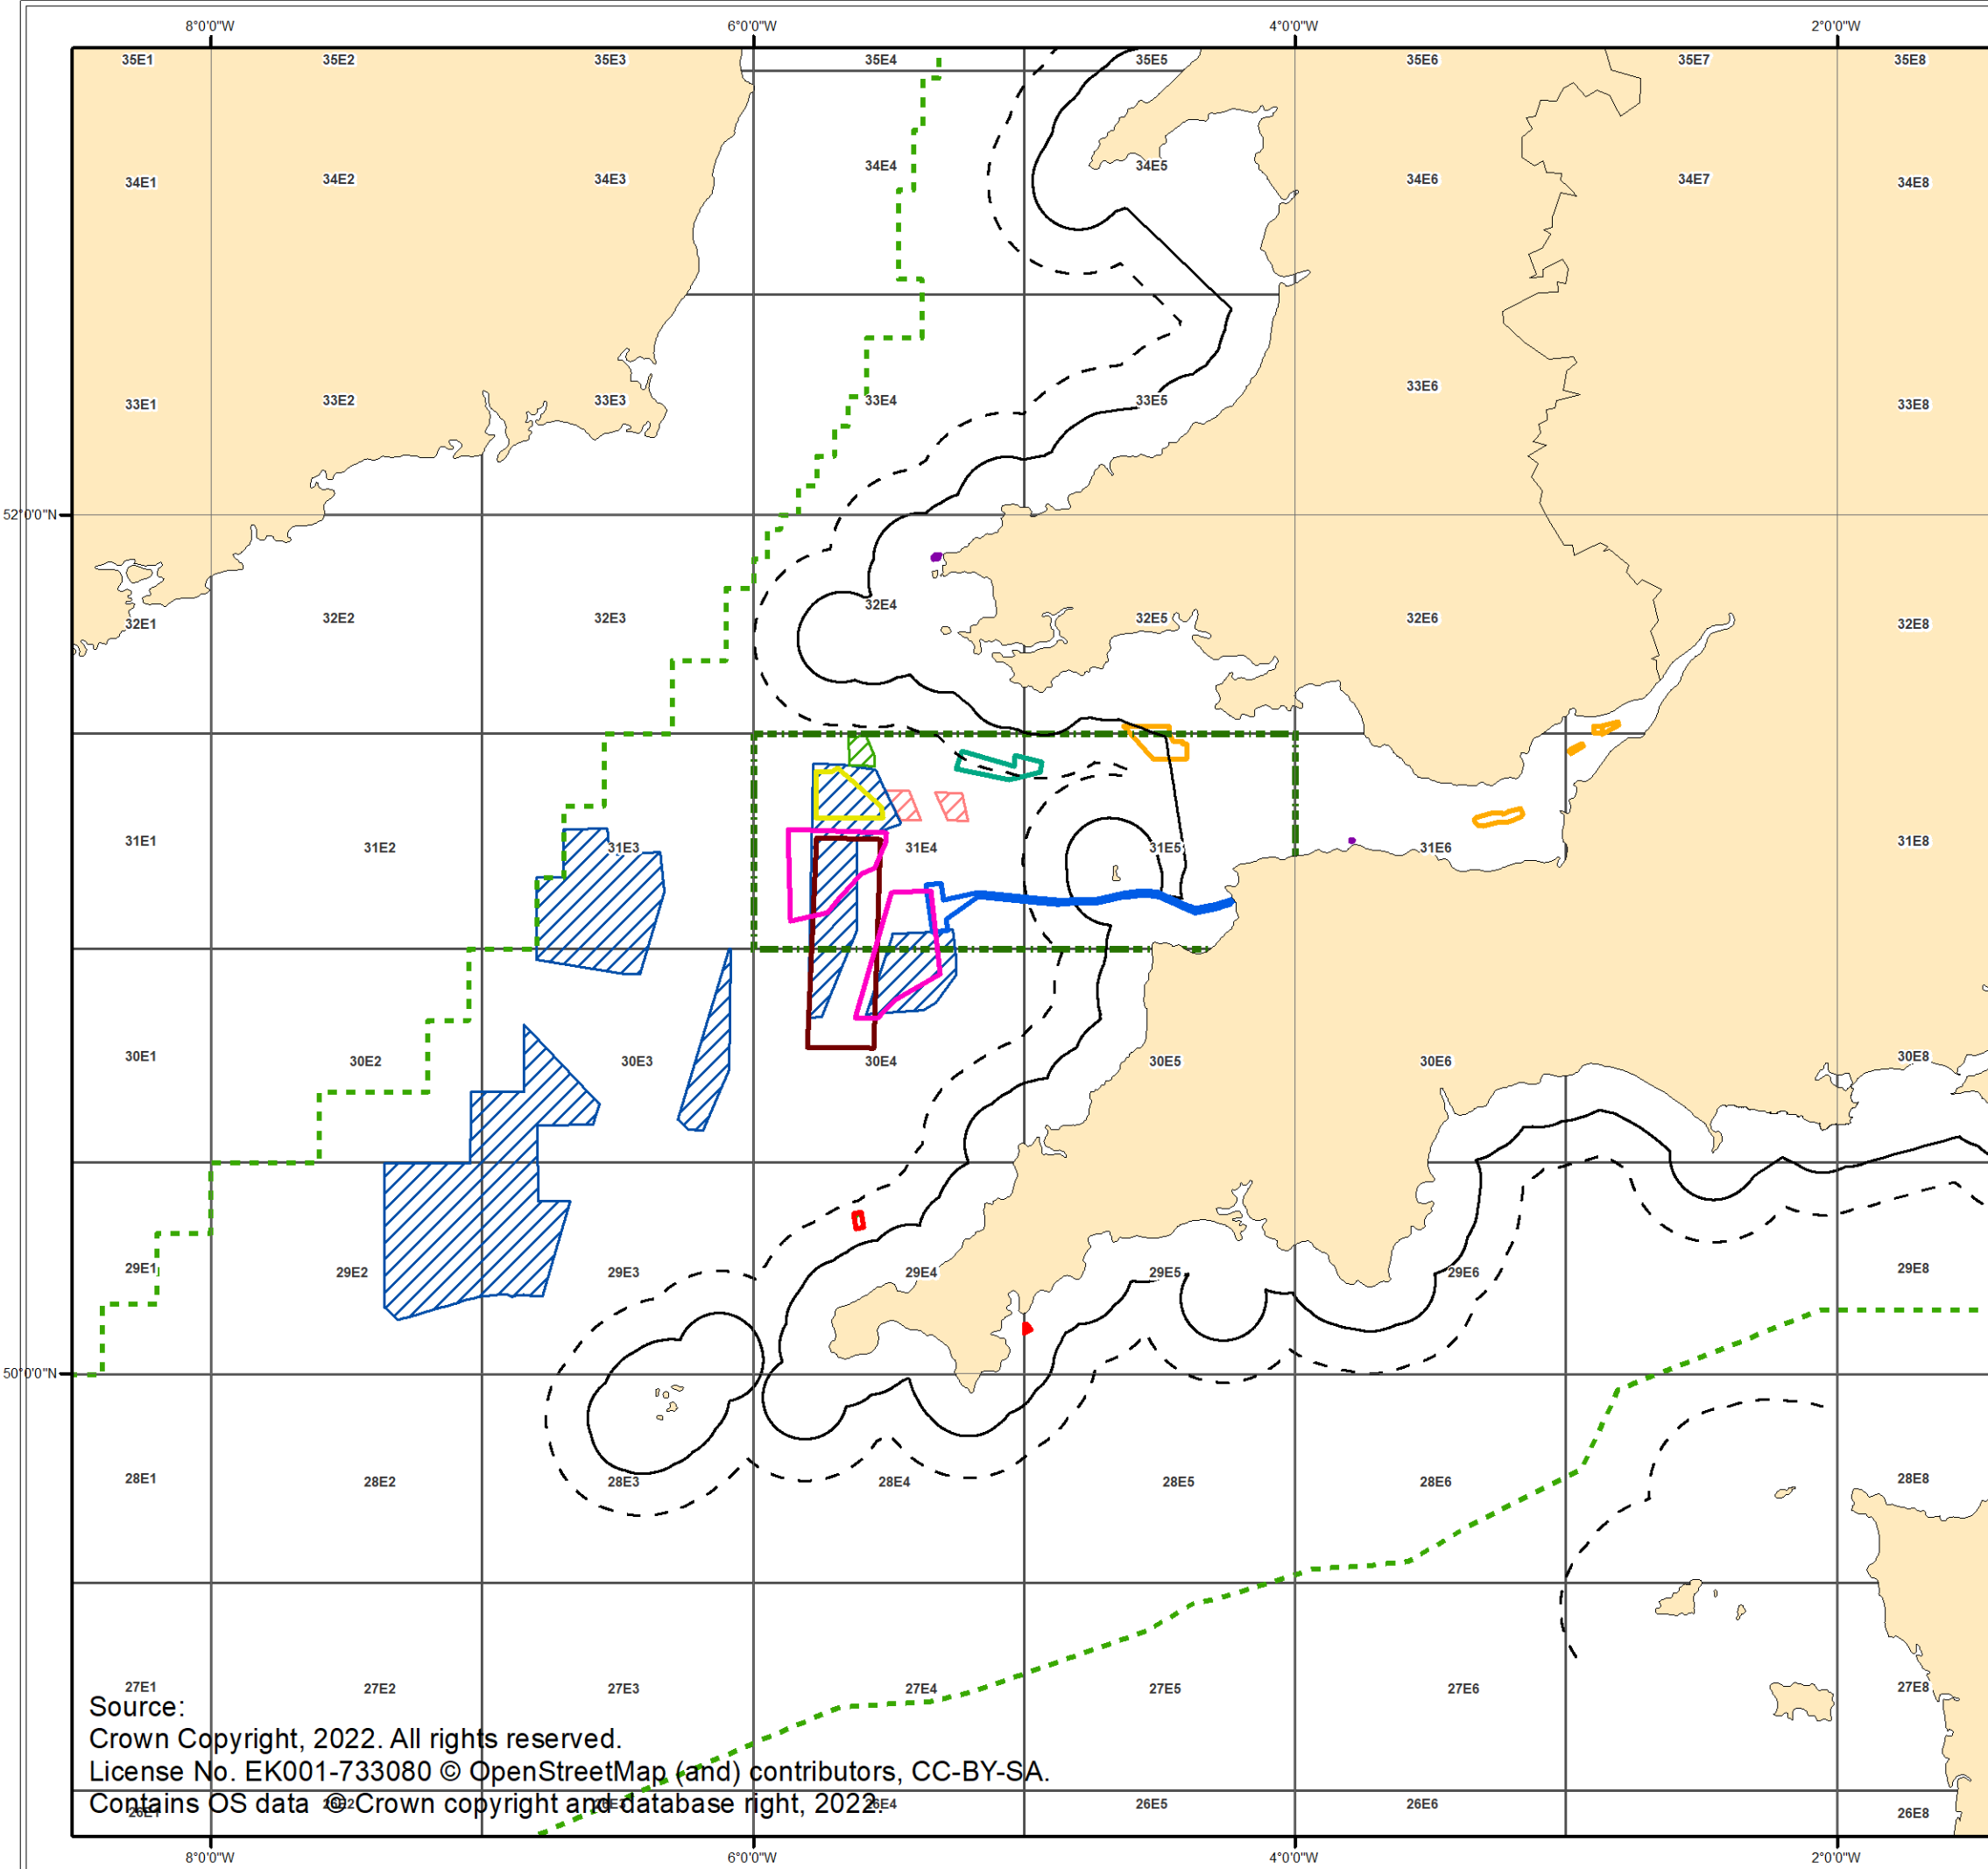 8°0'0"W 6°0'0"W 4°0'0"W 2°0'0"W
35E1 35E2 35E3 35E4 35E5 35E6 35E7 35E8
34E1 34E2 34E3 34E4 34E5 34E6 34E7 34E8
33E1 33E2 33E3 33E4 33E5 33E6 33E8
52°0'0"N
32E1 32E2 32E3 32E4 32E5 32E6 32E8
31E1 31E2 31E3 31E4 31E5 31E6 31E8
30E1 30E2 30E3 30E4 30E5 30E6 30E8
29E1 29E2 29E3 29E4 29E5 29E6 29E8
50°0'0"N
28E1 28E2 28E3 28E4 28E5 28E6 28E8
27E1 27E2 27E3 27E4 27E5 27E6 27E8
Source:
Crown Copyright, 2022. All rights reserved.
License No. EK001-733080 © OpenStreetMap (and) contributors, CC-BY-SA.
Contains OS data © Crown copyright and database right, 2022.
26E1 26E2 26E3 26E4 26E5 26E6 26E8
8°0'0"W 6°0'0"W 4°0'0"W 2°0'0"W